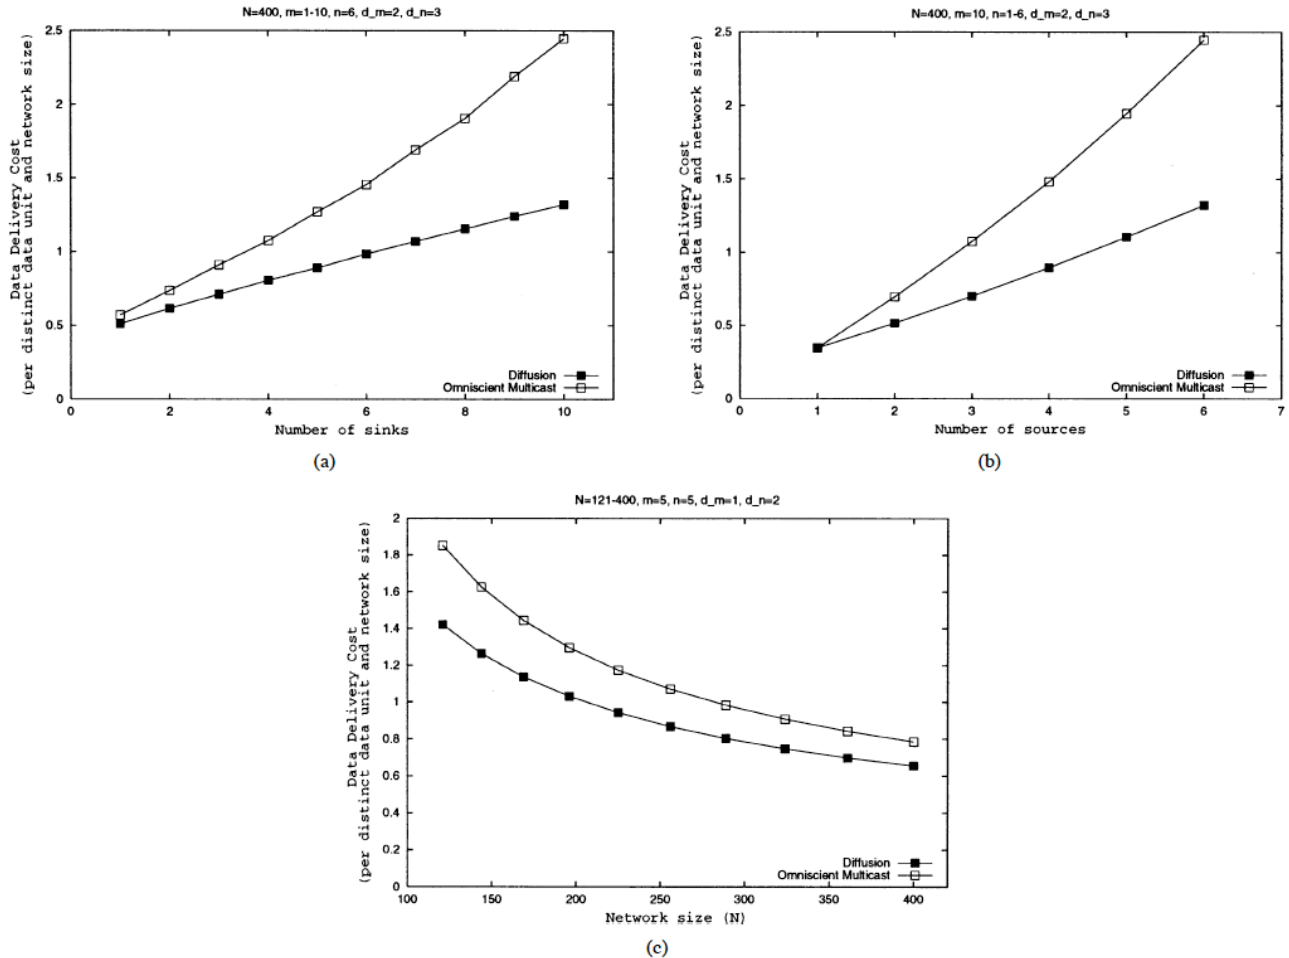 N=400, m=1-10, n=6, d_m=2, d_n=3
Data Delivery Cost
(per distinct data unit and network size)
2.5
2
1.5
1
0.5
0
0 2 4 6 8 10
Number of sinks
Diffusion
Omniscient Multicast
(a)
N=400, m=10, n=1-6, d_m=2, d_n=3
Data Delivery Cost
(per distinct data unit and network size)
2.5
2
1.5
1
0.5
0
0 1 2 3 4 5 6 7
Number of sources
Diffusion
Omniscient Multicast
(b)
N=121-400, m=5, n=5, d_m=1, d_n=2
Data Delivery Cost
(per distinct data unit and network size)
2
1.8
1.6
1.4
1.2
1
0.8
0.6
0.4
0.2
0
100 150 200 250 300 350 400
Network size (N)
Diffusion
Omniscient Multicast
(c)